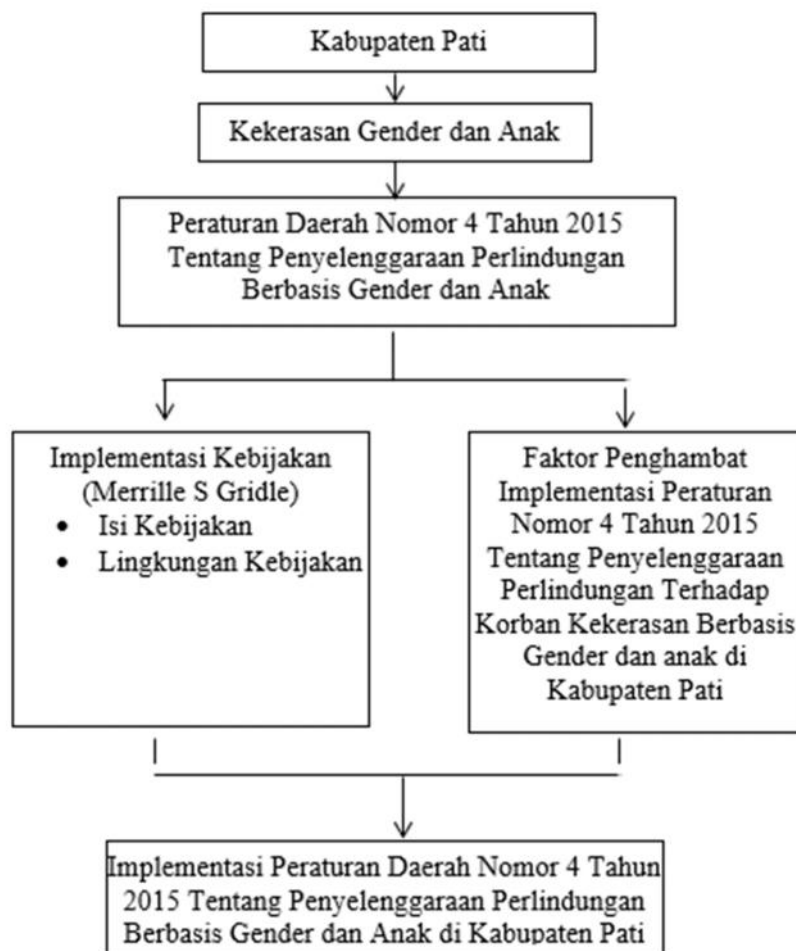 Kabupaten Pati
Kekerasan Gender dan Anak
Peraturan Daerah Nomor 4 Tahun 2015
Tentang Penyelenggaraan Perlindungan
Berbasis Gender dan Anak
Implementasi Kebijakan
(Merrille S Gridle)
• Isi Kebijakan
• Lingkungan Kebijakan
Faktor Penghambat
Implementasi Peraturan
Nomor 4 Tahun 2015
Tentang Penyelenggaraan
Perlindungan Terhadap
Korban Kekerasan Berbasis
Gender dan anak di
Kabupaten Pati
Implementasi Peraturan Daerah Nomor 4 Tahun
2015 Tentang Penyelenggaraan Perlindungan
Berbasis Gender dan Anak di Kabupaten Pati